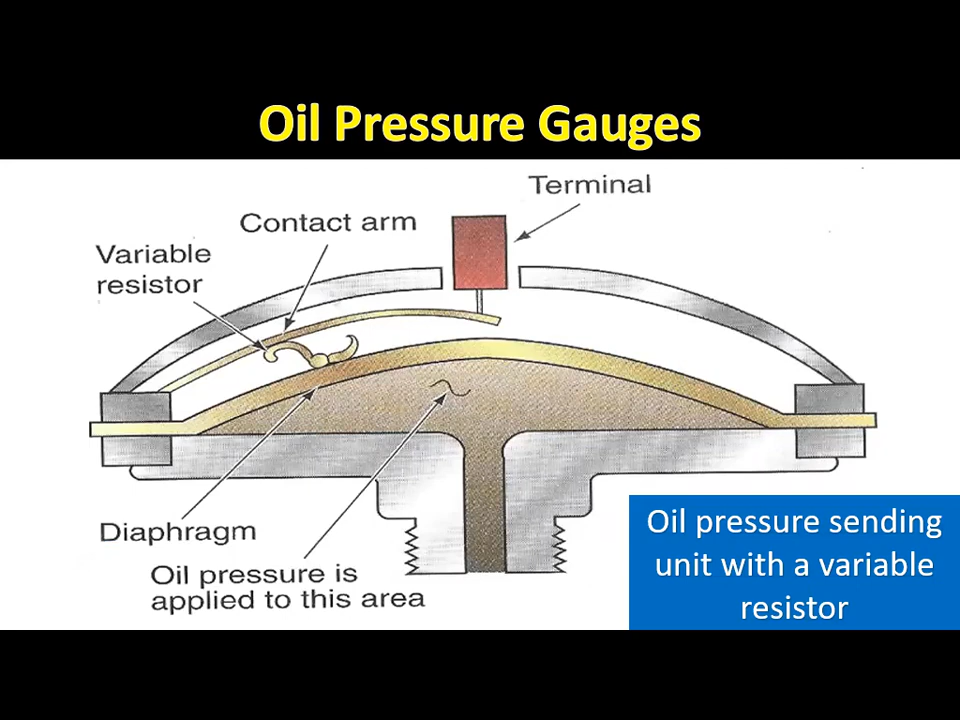 Oil Pressure Gauges
Terminal
Contact arm
Variable
resistor
Diaphragm
Oil pressure is
applied to this area
Oil pressure sending
unit with a variable
resistor